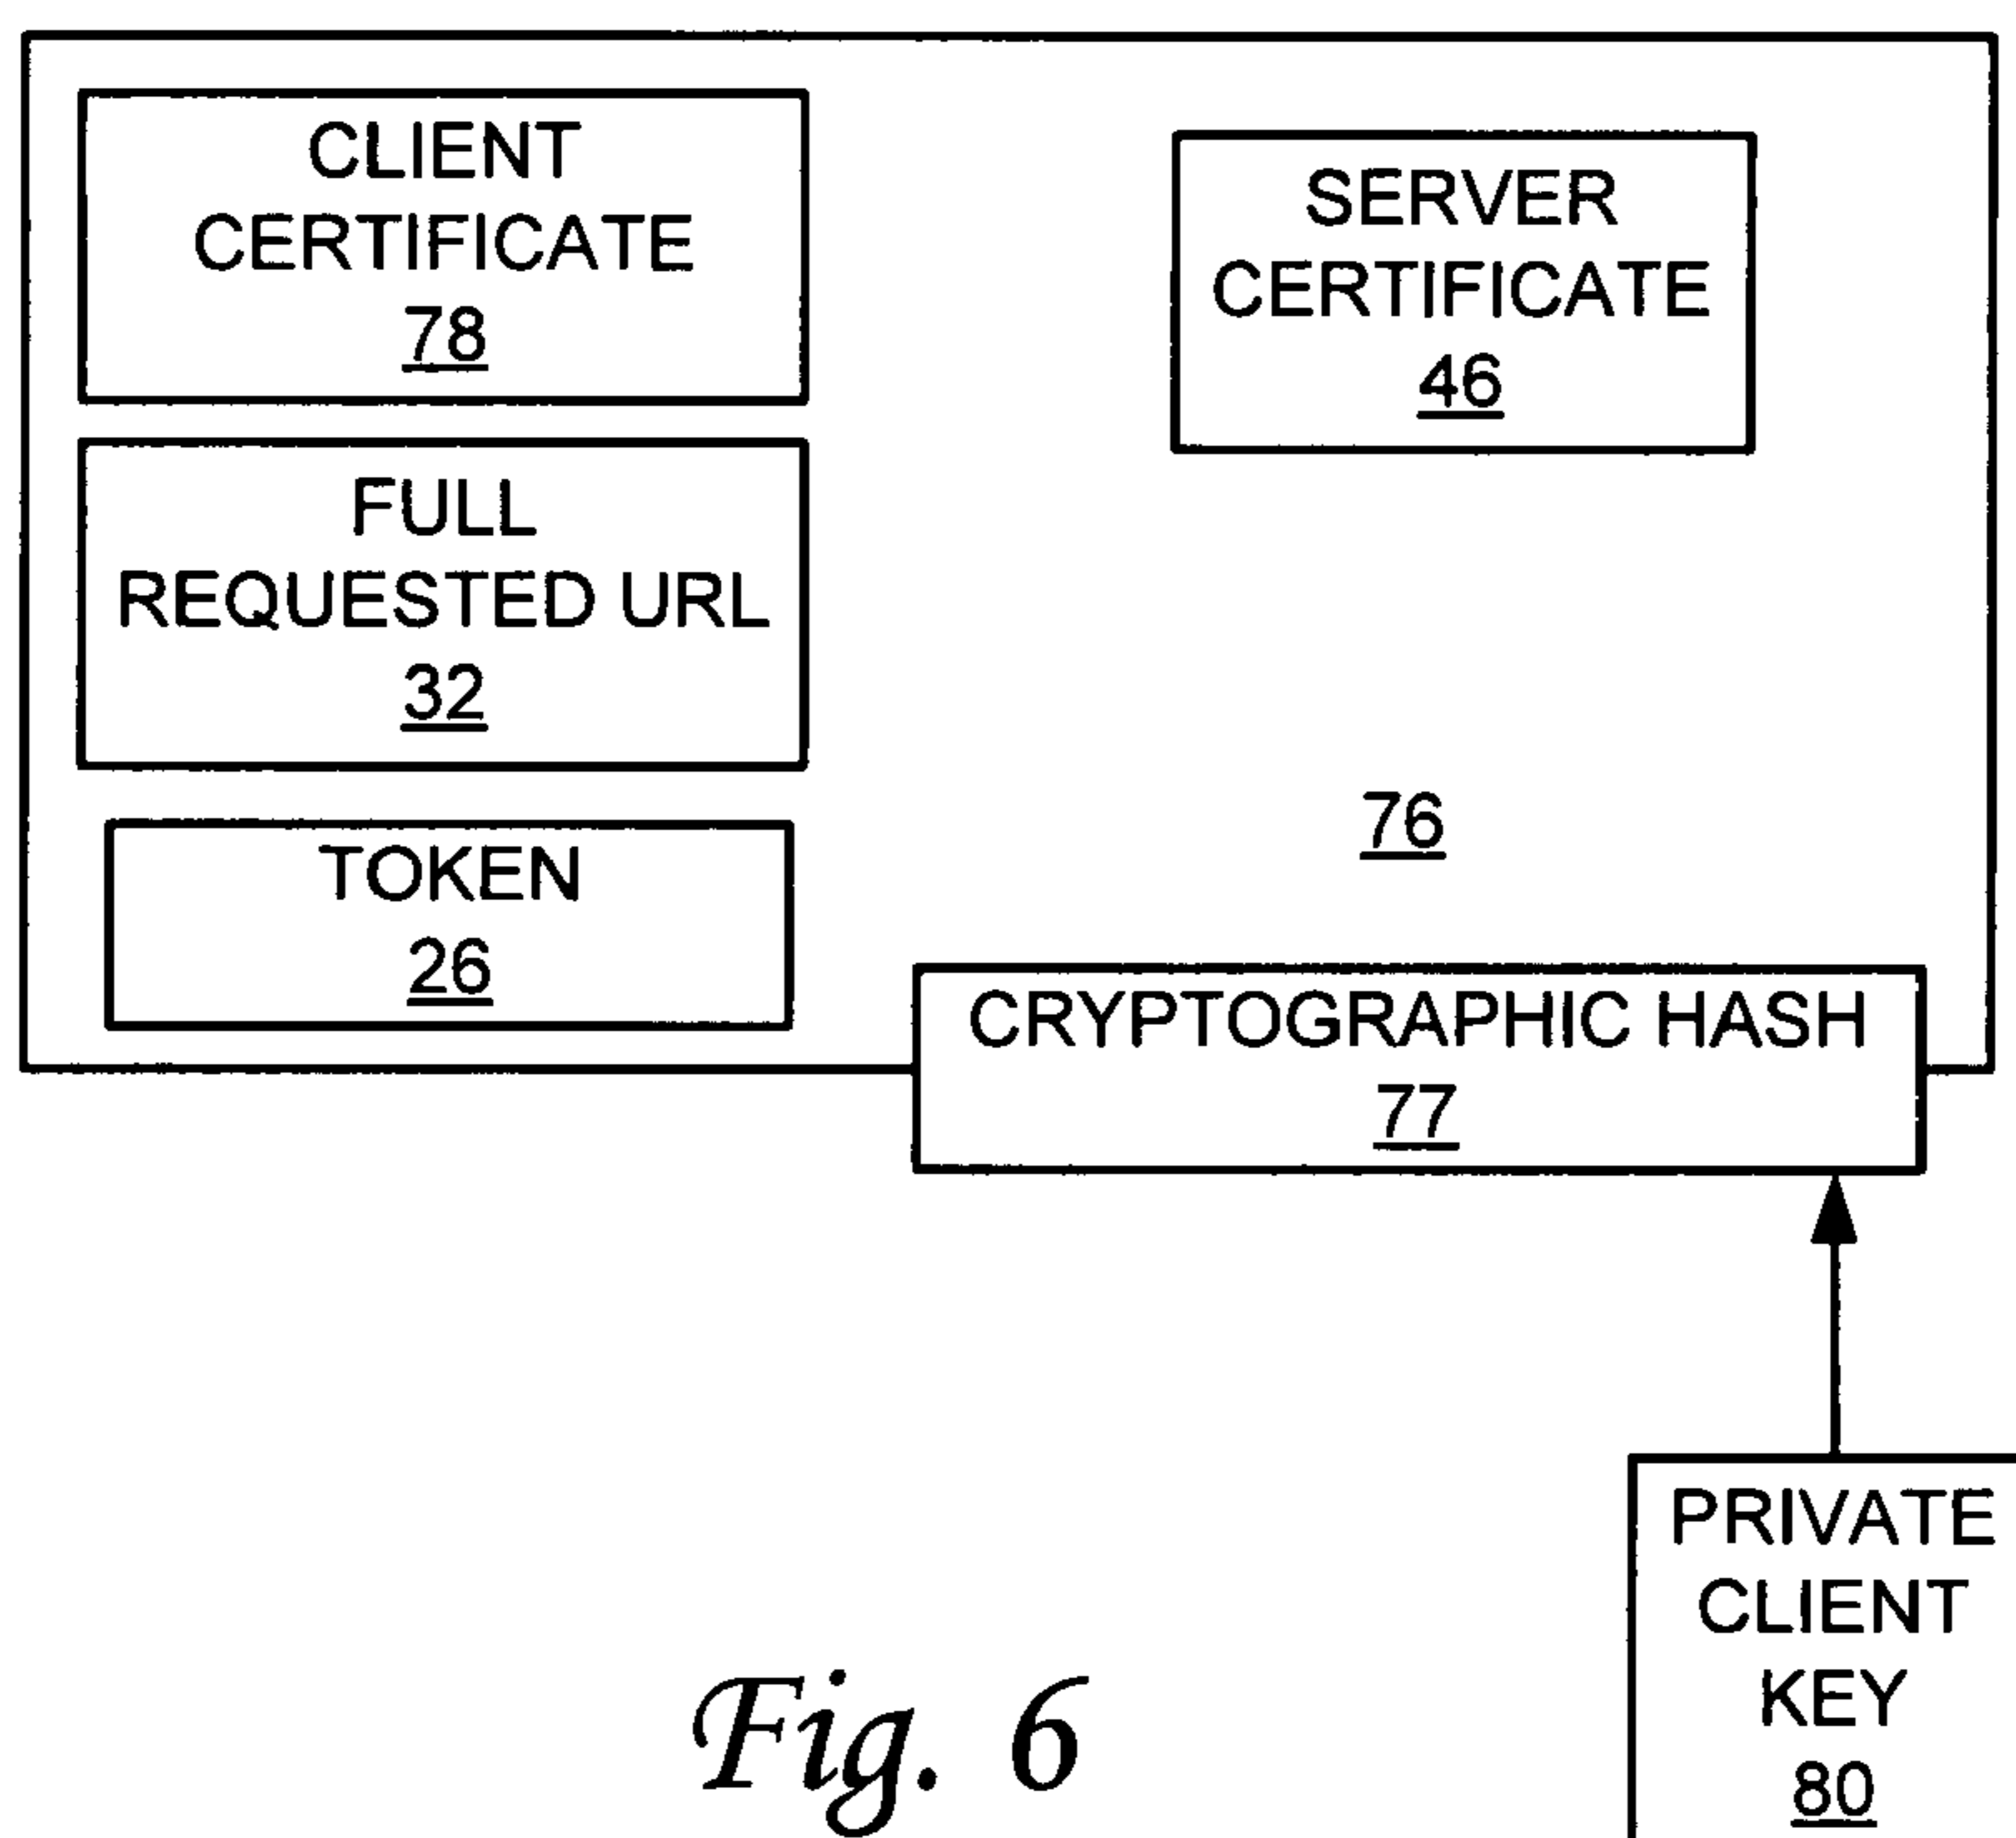 CLIENT
CERTIFICATE
78
SERVER
CERTIFICATE
46
FULL
REQUESTED URL
32
76
TOKEN
26
CRYPTOGRAPHIC HASH
77
PRIVATE
CLIENT
KEY
80
Fig. 6